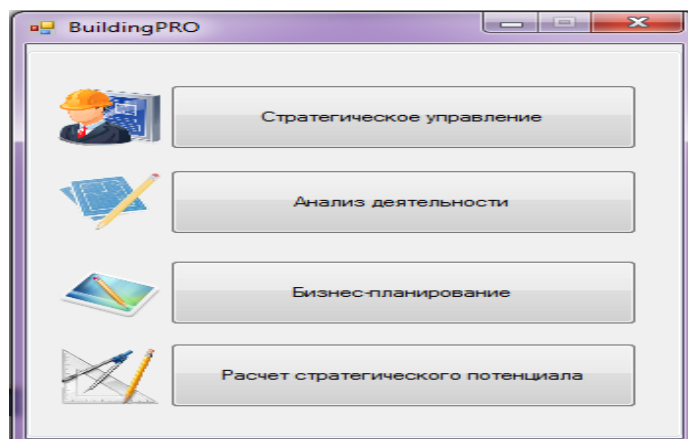 BuildingPRO
Стратегическое управление
Анализ деятельности
Бизнес-планирование
Расчет стратегического потенциала